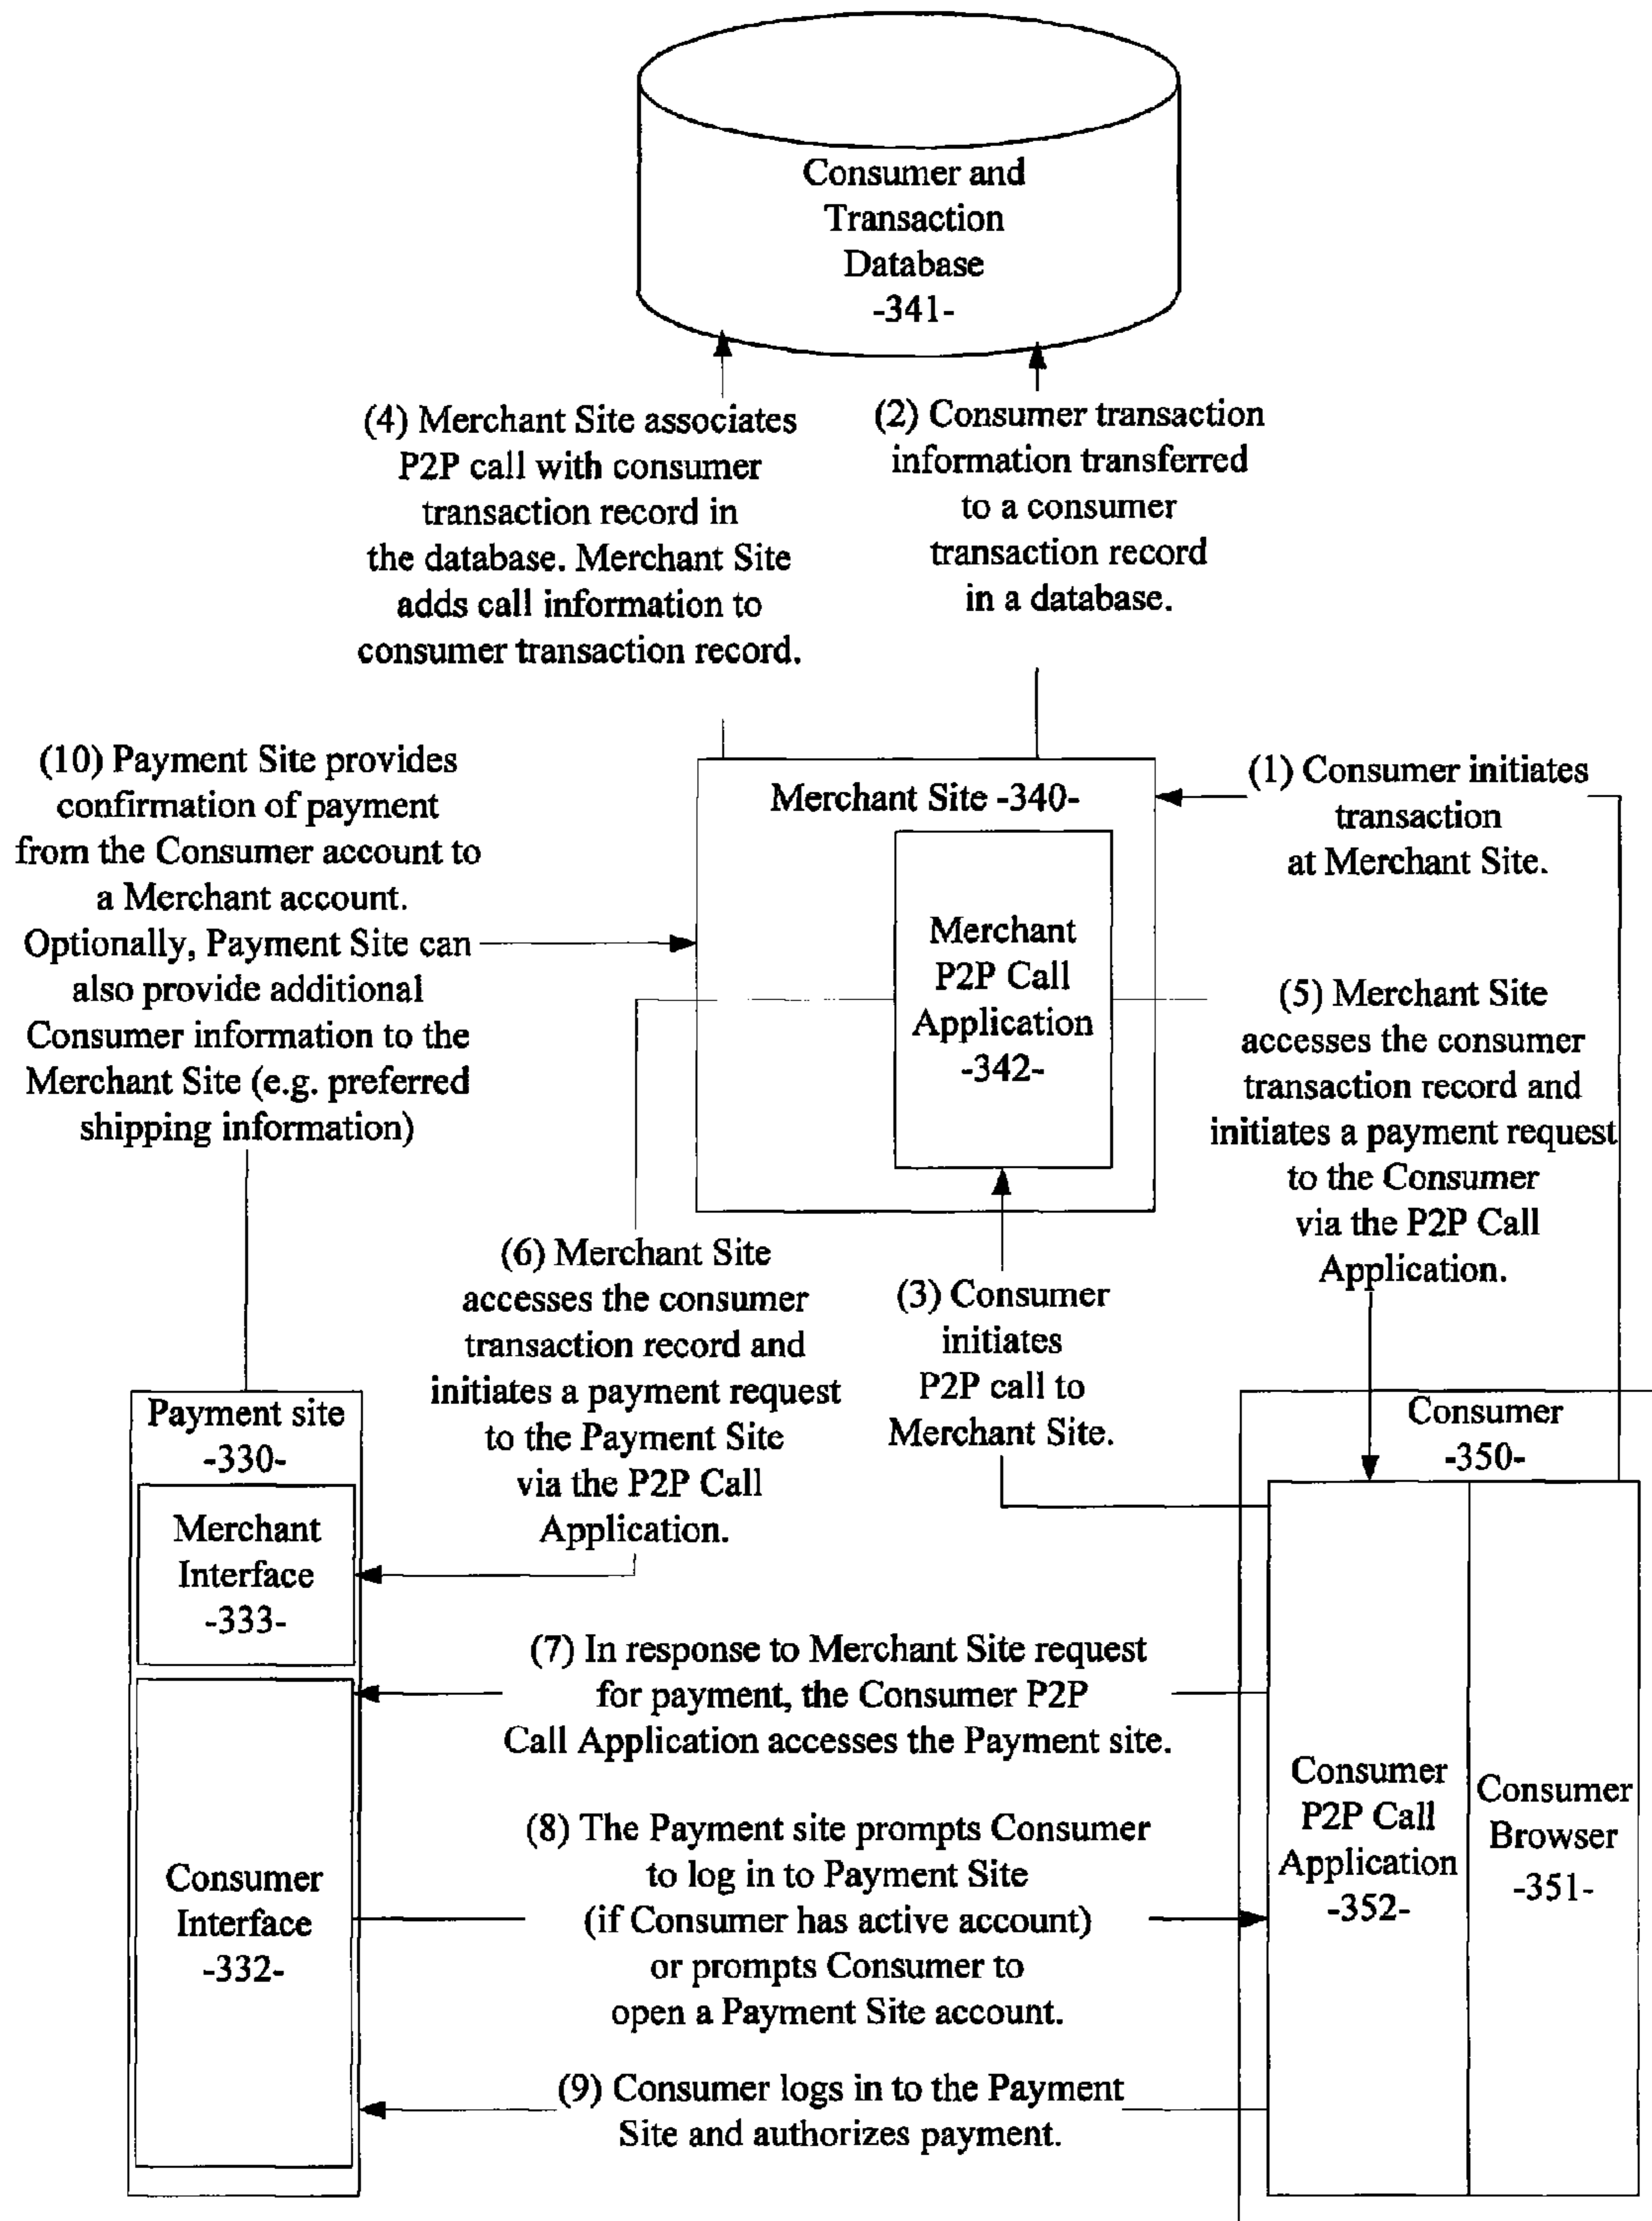 Consumer and
Transaction
Database
-341-
(4) Merchant Site associates
P2P call with consumer
transaction record in
the database. Merchant Site
adds call information to
consumer transaction record.
(2) Consumer transaction
information transferred
to a consumer
transaction record
in a database.
(10) Payment Site provides
confirmation of payment
from the Consumer account to
a Merchant account.
Optionally, Payment Site can
also provide additional
Consumer information to the
Merchant Site (e.g. preferred
shipping information)
Merchant Site -340-
Merchant
P2P Call
Application
-342-
(1) Consumer initiates
transaction
at Merchant Site.
(5) Merchant Site
accesses the consumer
transaction record and
initiates a payment request
to the Consumer
via the P2P Call
Application.
(6) Merchant Site
accesses the consumer
transaction record and
initiates a payment request
to the Payment Site
via the P2P Call
Application.
(3) Consumer
initiates
P2P call to
Merchant Site.
Payment site
-330-
Merchant
Interface
-333-
Consumer
-350-
(7) In response to Merchant Site request
for payment, the Consumer P2P
Call Application accesses the Payment site.
(8) The Payment site prompts Consumer
to log in to Payment Site
(if Consumer has active account)
or prompts Consumer to
open a Payment Site account.
Consumer
Interface
-332-
Consumer
P2P Call
Application
-352-
Consumer
Browser
-351-
(9) Consumer logs in to the Payment
Site and authorizes payment.